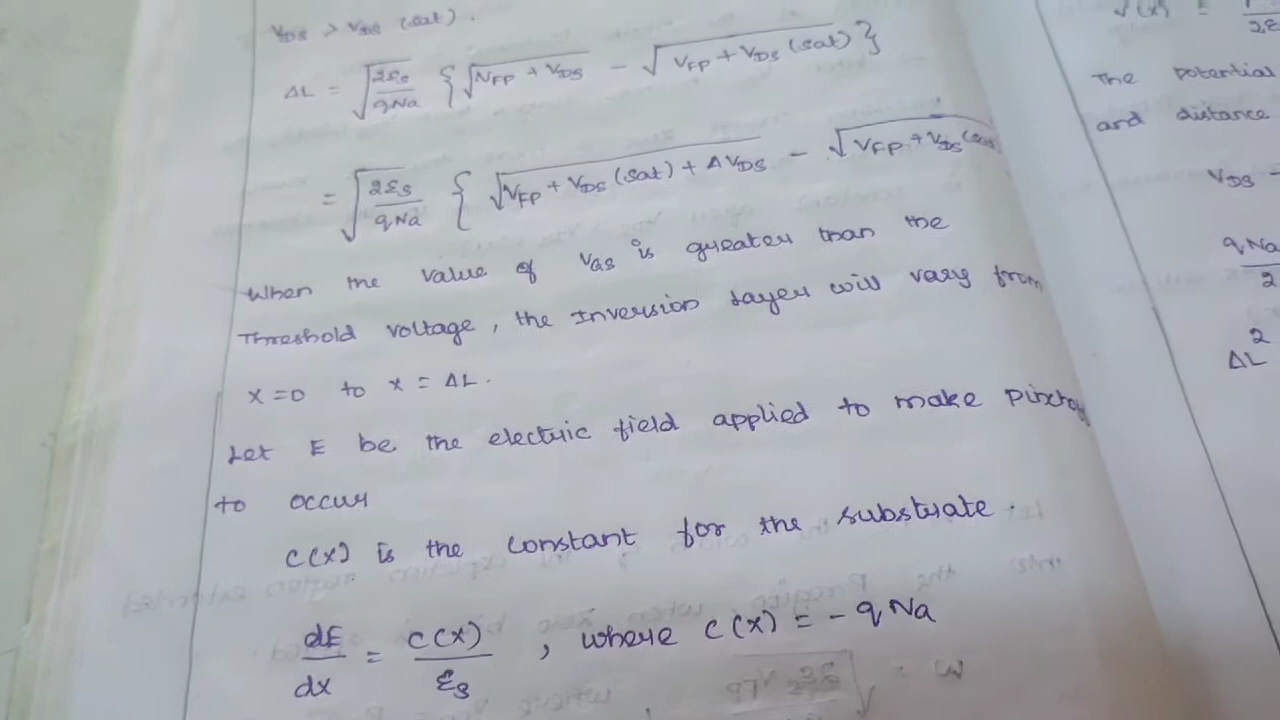 VDS > VDS (sat).
ΔL = √(2εs/qNa) {√(VFP + VDS) - √(VFP + VDS (sat))}
= √(2εs/qNa) {√(VFP + VDS (sat) + ΔVDS) - √(VFP + VDS (sat
When the value of VGS is greater than the
Threshold voltage, the Inversion layer will vary from
x = 0 to x = ΔL.
Let E be the electric field applied to make pinchoff
to occur
C(x) is the constant for the substrate.
dE/dx = C(x)/εs , where C(x) = - qNa
The potential
and distance
VDS -
qNa
2
ΔL²